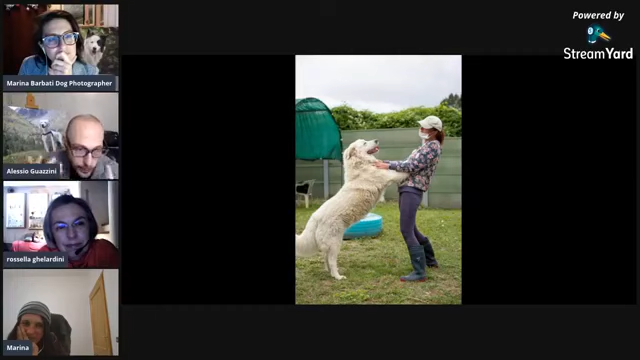 Powered by
StreamYard
Marina Barbati Dog Photographer
Alessio Guazzini
rossella ghelardini
Marina